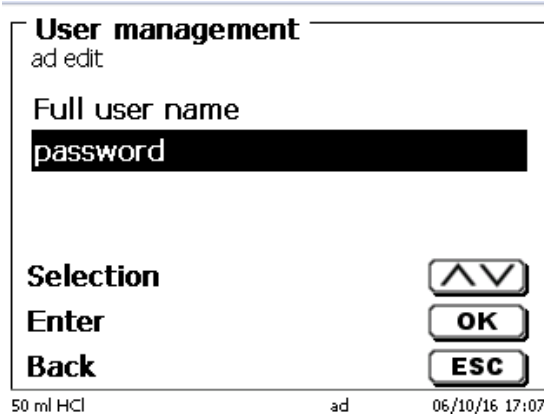 User management
ad edit
Full user name
password
Selection
Enter OK
Back ESC
50 ml HCl ad 06/10/16 17:07